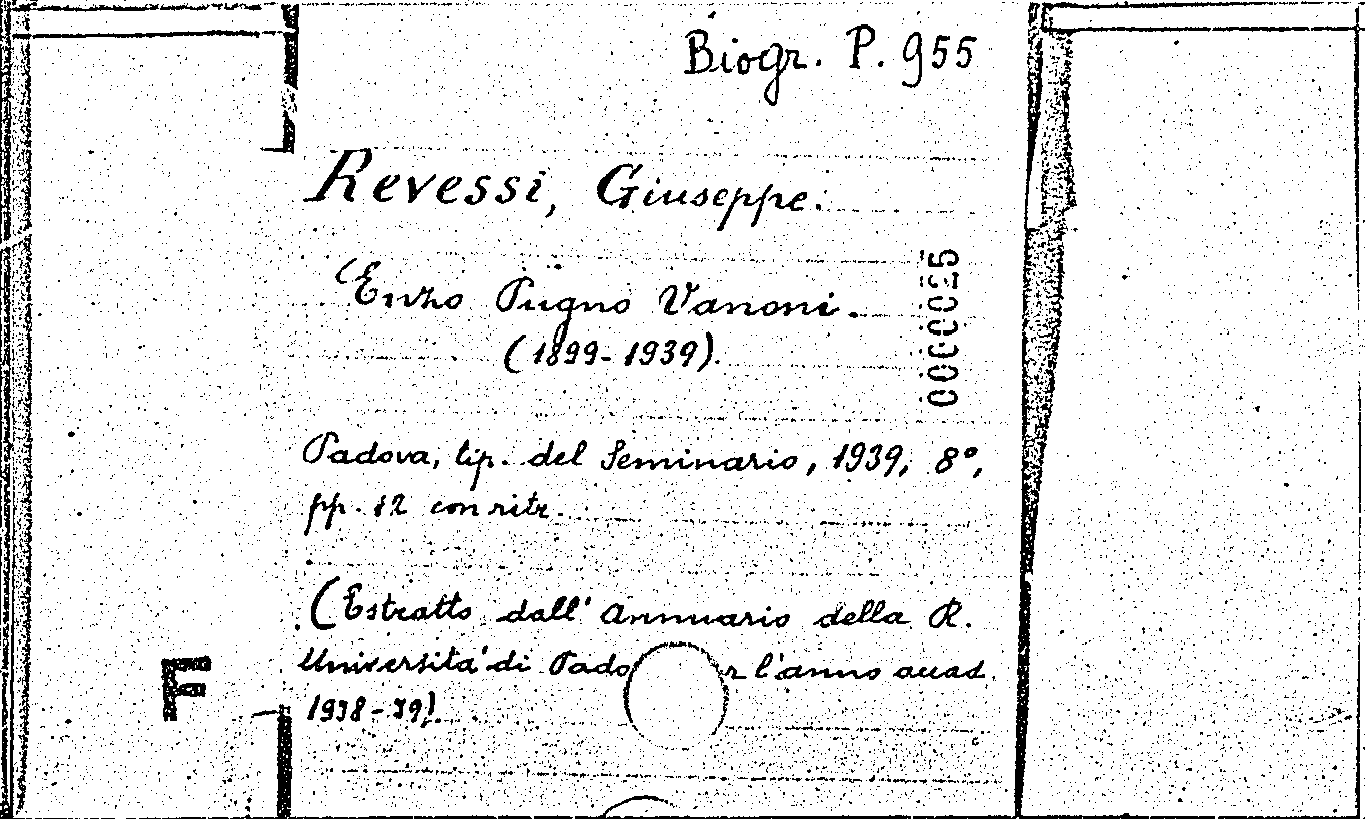 Biogr. P. 955
Revessi, Giuseppe.
Enzo Pugno Vanoni.
(1899-1939).
Padova, tip. del Seminario, 1939, 8°,
pp. 12 con ritr.
(Estratto dall' Annuario della R.
Università di Pado r l'anno accad.
1938-39).
F